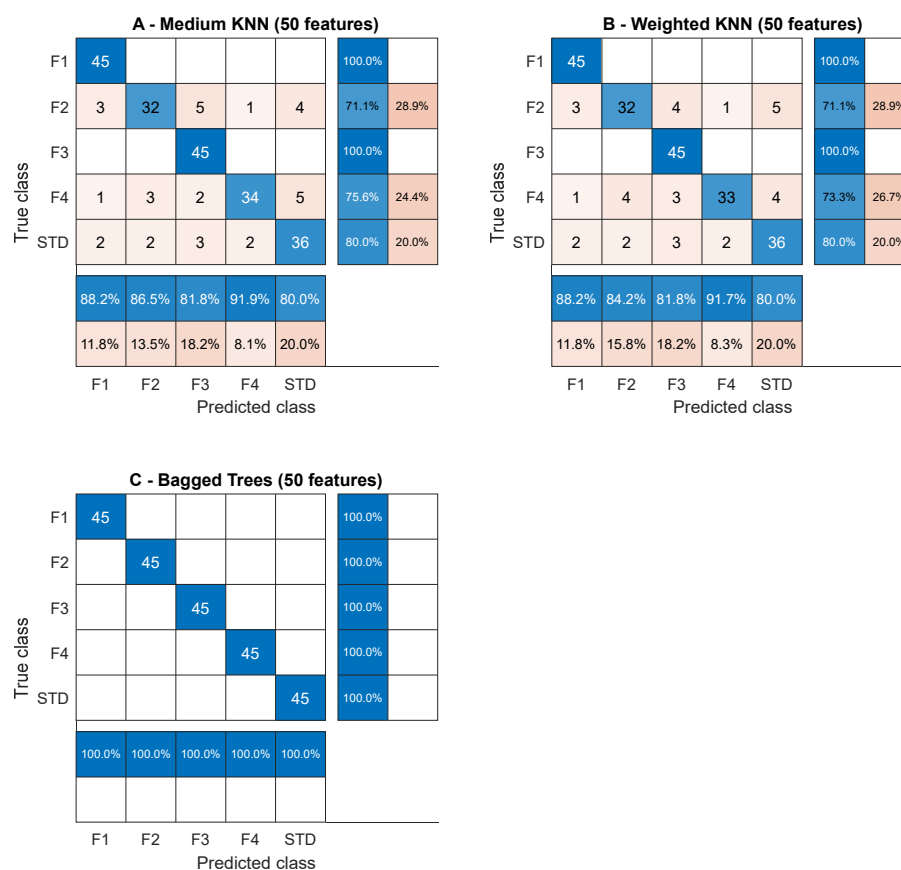 A - Medium KNN (50 features)
F1 45 100.0%
F2 3 32 5 1 4 71.1% 28.9%
F3 45 100.0%
F4 1 3 2 34 5 75.6% 24.4%
STD 2 2 3 2 36 80.0% 20.0%
True class
88.2% 86.5% 81.8% 91.9% 80.0%
11.8% 13.5% 18.2% 8.1% 20.0%
F1 F2 F3 F4 STD
Predicted class
B - Weighted KNN (50 features)
F1 45 100.0%
F2 3 32 4 1 5 71.1% 28.9%
F3 45 100.0%
F4 1 4 3 33 4 73.3% 26.7%
STD 2 2 3 2 36 80.0% 20.0%
True class
88.2% 84.2% 81.8% 91.7% 80.0%
11.8% 15.8% 18.2% 8.3% 20.0%
F1 F2 F3 F4 STD
Predicted class
C - Bagged Trees (50 features)
F1 45 100.0%
F2 45 100.0%
F3 45 100.0%
F4 45 100.0%
STD 45 100.0%
True class
100.0% 100.0% 100.0% 100.0% 100.0%
F1 F2 F3 F4 STD
Predicted class